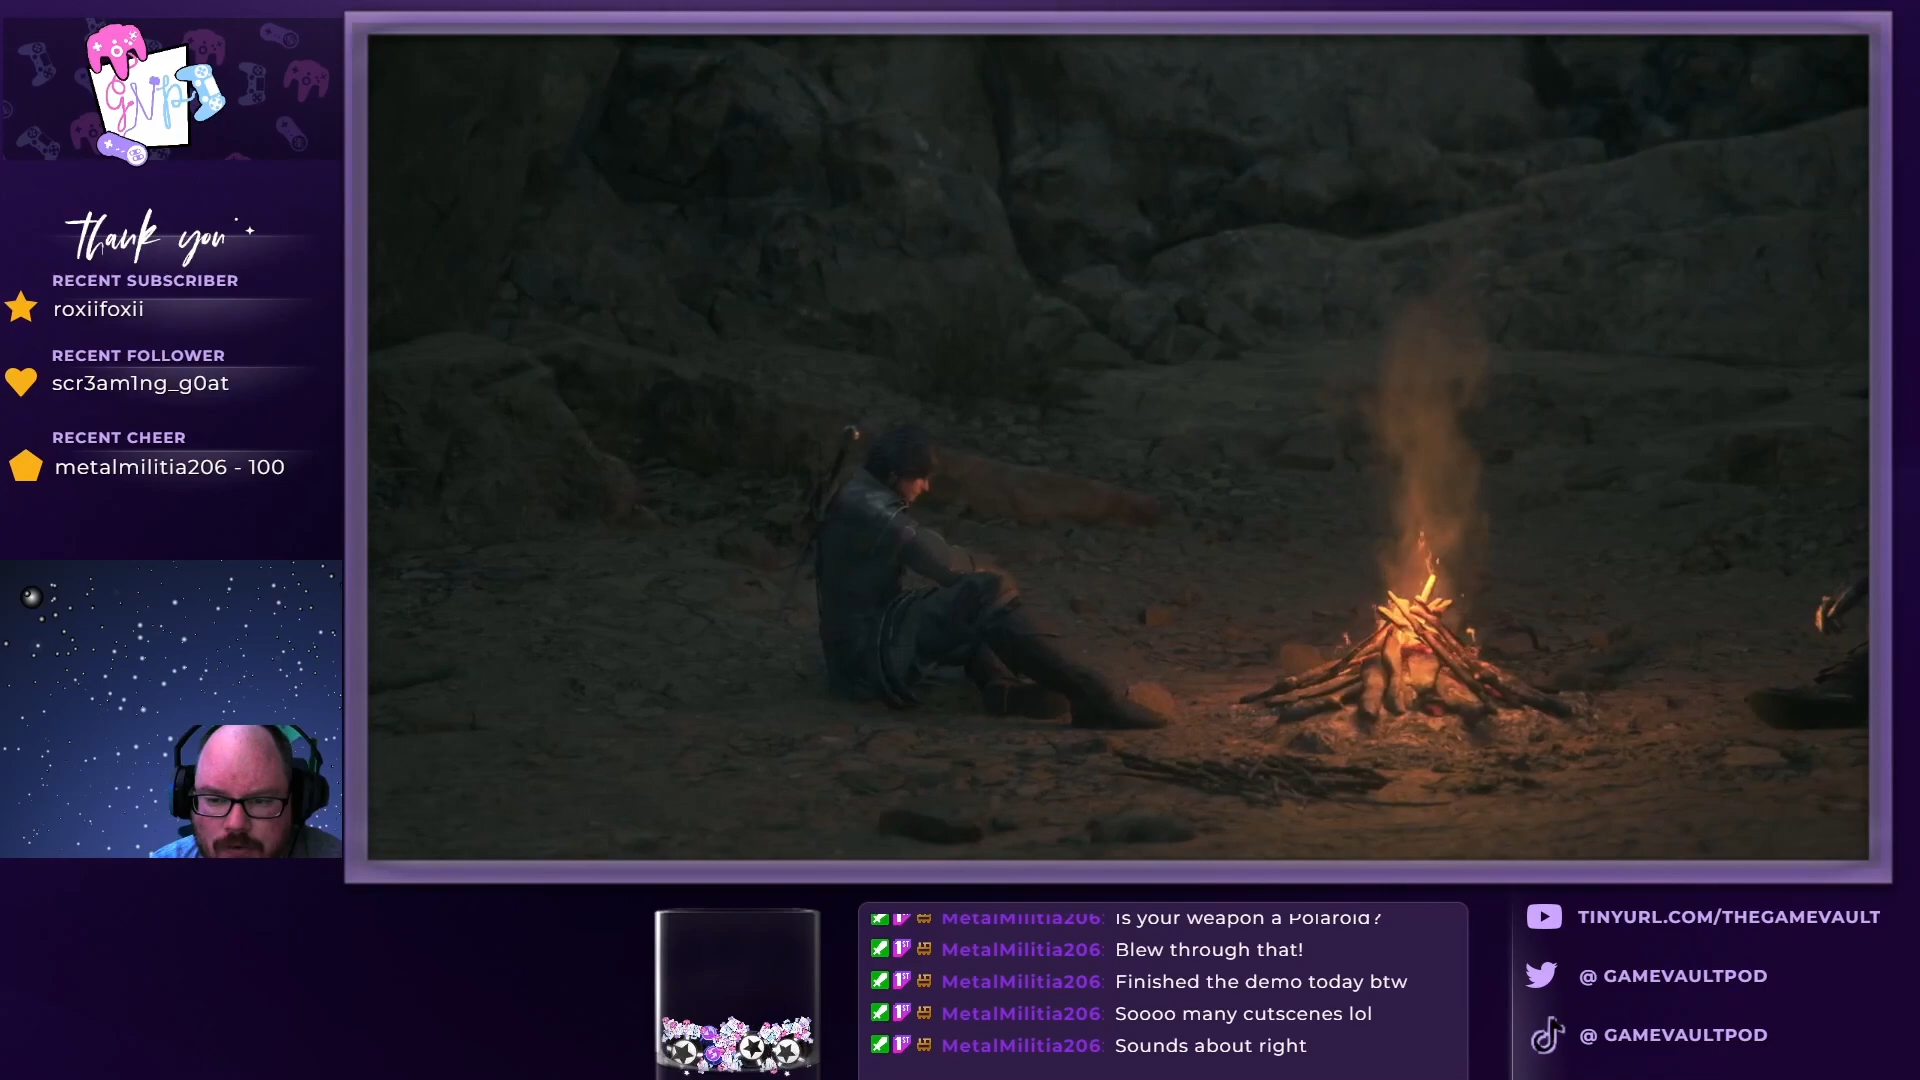 gVP
Thank you
RECENT SUBSCRIBER
roxiifoxii
RECENT FOLLOWER
scr3am1ng_g0at
RECENT CHEER
metalmilitia206 - 100
MetalMilitia206: Is your weapon a Polaroid?
MetalMilitia206: Blew through that!
MetalMilitia206: Finished the demo today btw
MetalMilitia206: Soooo many cutscenes lol
MetalMilitia206: Sounds about right
TINYURL.COM/THEGAMEVAULT
@ GAMEVAULTPOD
@ GAMEVAULTPOD